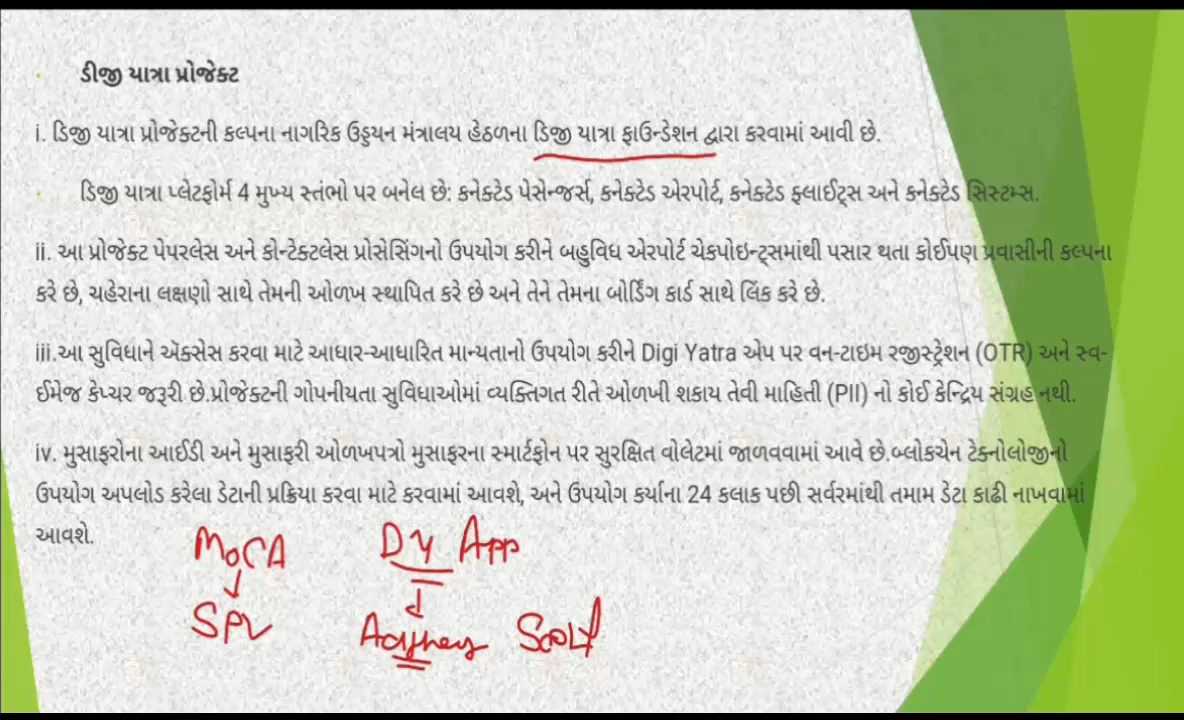 ડીજી યાત્રા પ્રોજેક્ટ
i. ડિજી યાત્રા પ્રોજેક્ટની કલ્પના નાગરિક ઉડ્ડયન મંત્રાલય હેઠળના ડિજી યાત્રા ફાઉન્ડેશન દ્વારા કરવામાં આવી છે.
ડિજી યાત્રા પ્લેટફોર્મ 4 મુખ્ય સ્તંભો પર બનેલ છે: કનેક્ટેડ પેસેન્જર્સ, કનેક્ટેડ એરપોર્ટ, કનેક્ટેડ ફ્લાઈટ્સ અને કનેક્ટેડ સિસ્ટમ્સ.
ii. આ પ્રોજેક્ટ પેપરલેસ અને કોન્ટેક્ટલેસ પ્રોસેસિંગનો ઉપયોગ કરીને બહુવિધ એરપોર્ટ ચેકપોઇન્ટ્સમાંથી પસાર થતા કોઈપણ પ્રવાસીની કલ્પના
કરે છે, ચહેરાના લક્ષણો સાથે તેમની ઓળખ સ્થાપિત કરે છે અને તેને તેમના બોર્ડિંગ કાર્ડ સાથે લિંક કરે છે.
iii.આ સુવિધાને ઍક્સેસ કરવા માટે આધાર-આધારિત માન્યતાનો ઉપયોગ કરીને Digi Yatra એપ પર વન-ટાઇમ રજીસ્ટ્રેશન (OTR) અને સ્વ-
ઈમેજ કેપ્ચર જરૂરી છે.પ્રોજેક્ટની ગોપનીયતા સુવિધાઓમાં વ્યક્તિગત રીતે ઓળખી શકાય તેવી માહિતી (PII) નો કોઈ કેન્દ્રિય સંગ્રહ નથી.
iv. મુસાફરોના આઈડી અને મુસાફરી ઓળખપત્રો મુસાફરના સ્માર્ટફોન પર સુરક્ષિત વોલેટમાં જાળવવામાં આવે છે.બ્લોકચેન ટેક્નોલોજીનો
ઉપયોગ અપલોડ કરેલા ડેટાની પ્રક્રિયા કરવા માટે કરવામાં આવશે, અને ઉપયોગ કર્યાના 24 કલાક પછી સર્વરમાંથી તમામ ડેટા કાઢી નાખવામાં
આવશે.
MoCA DY App
SPV